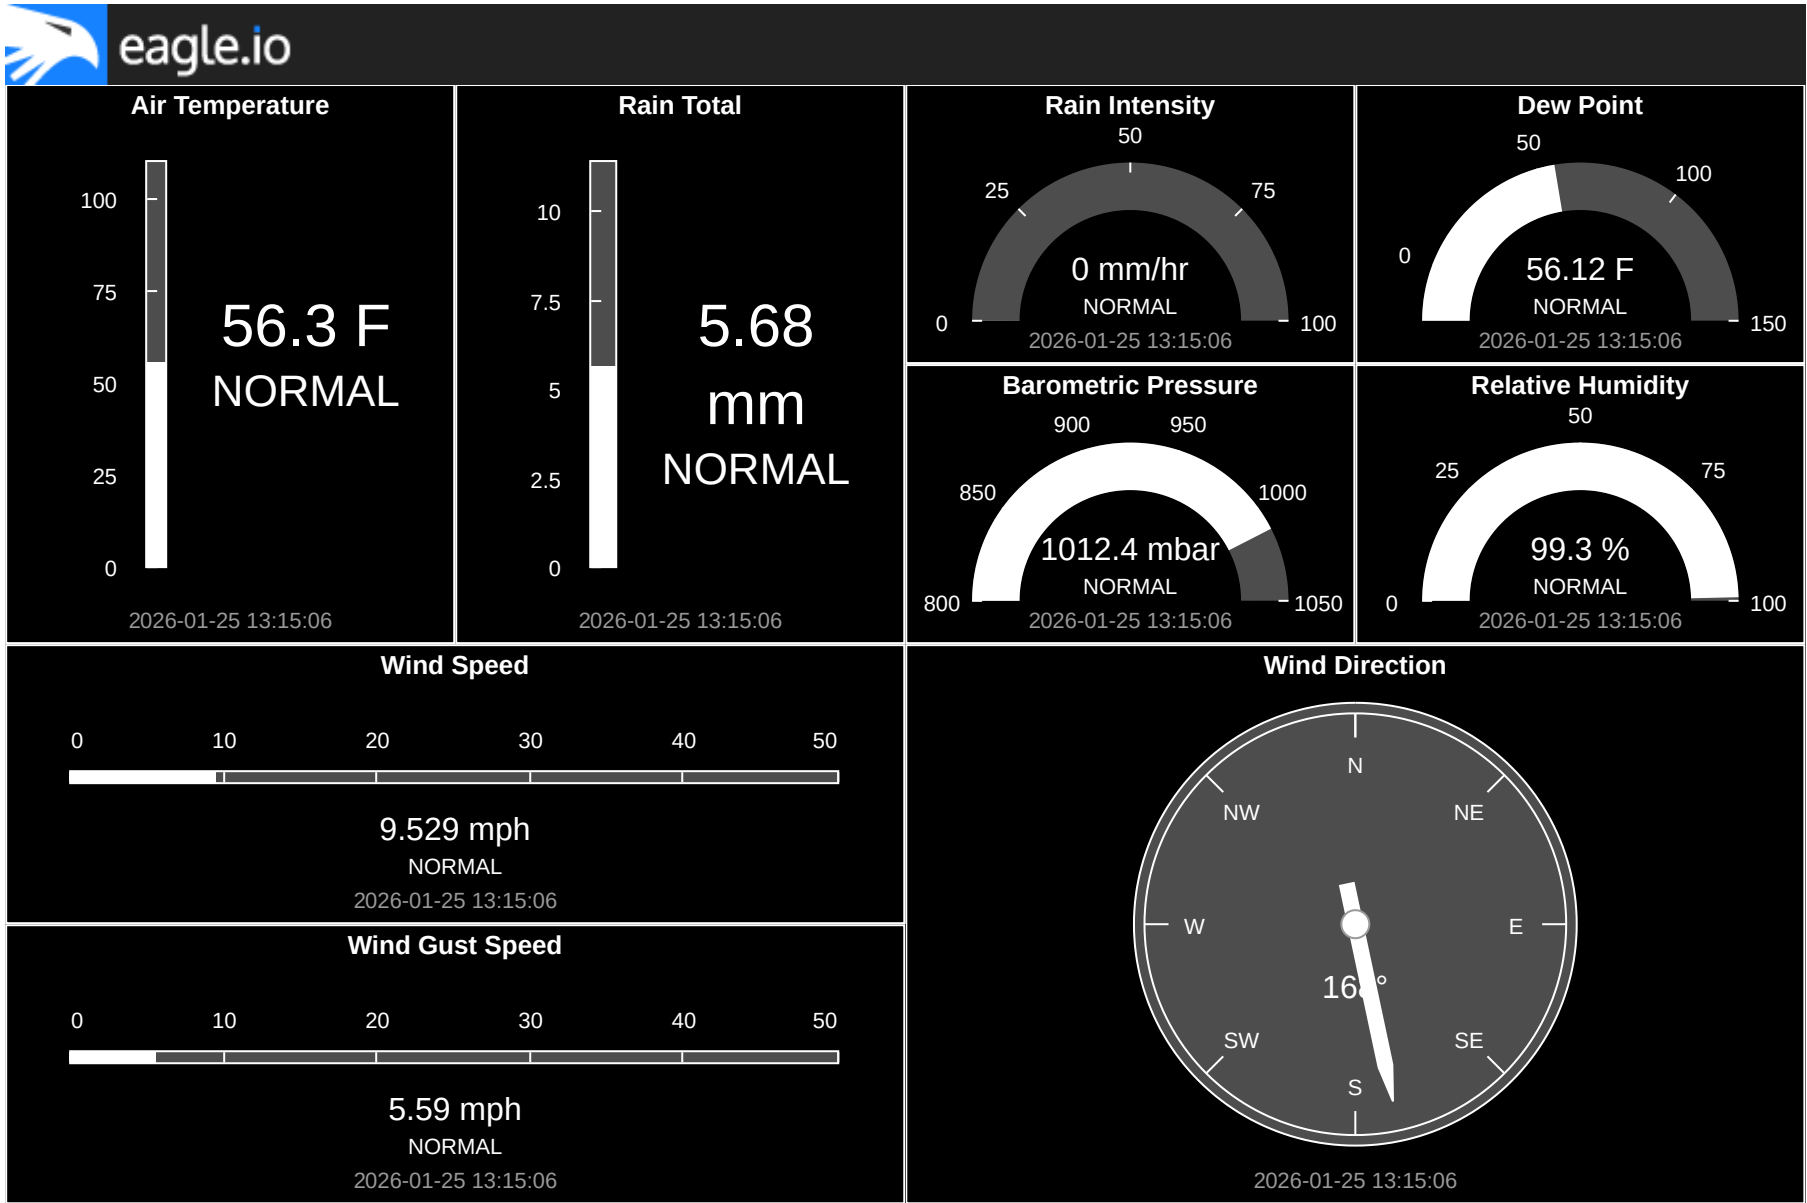 eagle.io
Air Temperature
100
75
50
25
0
56.3 F
NORMAL
2026-01-25 13:15:06
Rain Total
10
7.5
5
2.5
0
5.68
mm
NORMAL
2026-01-25 13:15:06
Rain Intensity
0
25
50
75
100
0 mm/hr
NORMAL
2026-01-25 13:15:06
Dew Point
0
50
100
150
56.12 F
NORMAL
2026-01-25 13:15:06
Barometric Pressure
800
850
900
950
1000
1050
1012.4 mbar
NORMAL
2026-01-25 13:15:06
Relative Humidity
0
25
50
75
100
99.3 %
NORMAL
2026-01-25 13:15:06
Wind Speed
0 10 20 30 40 50
9.529 mph
NORMAL
2026-01-25 13:15:06
Wind Gust Speed
0 10 20 30 40 50
5.59 mph
NORMAL
2026-01-25 13:15:06
Wind Direction
N
NW NE
W E
SW SE
S
2026-01-25 13:15:06